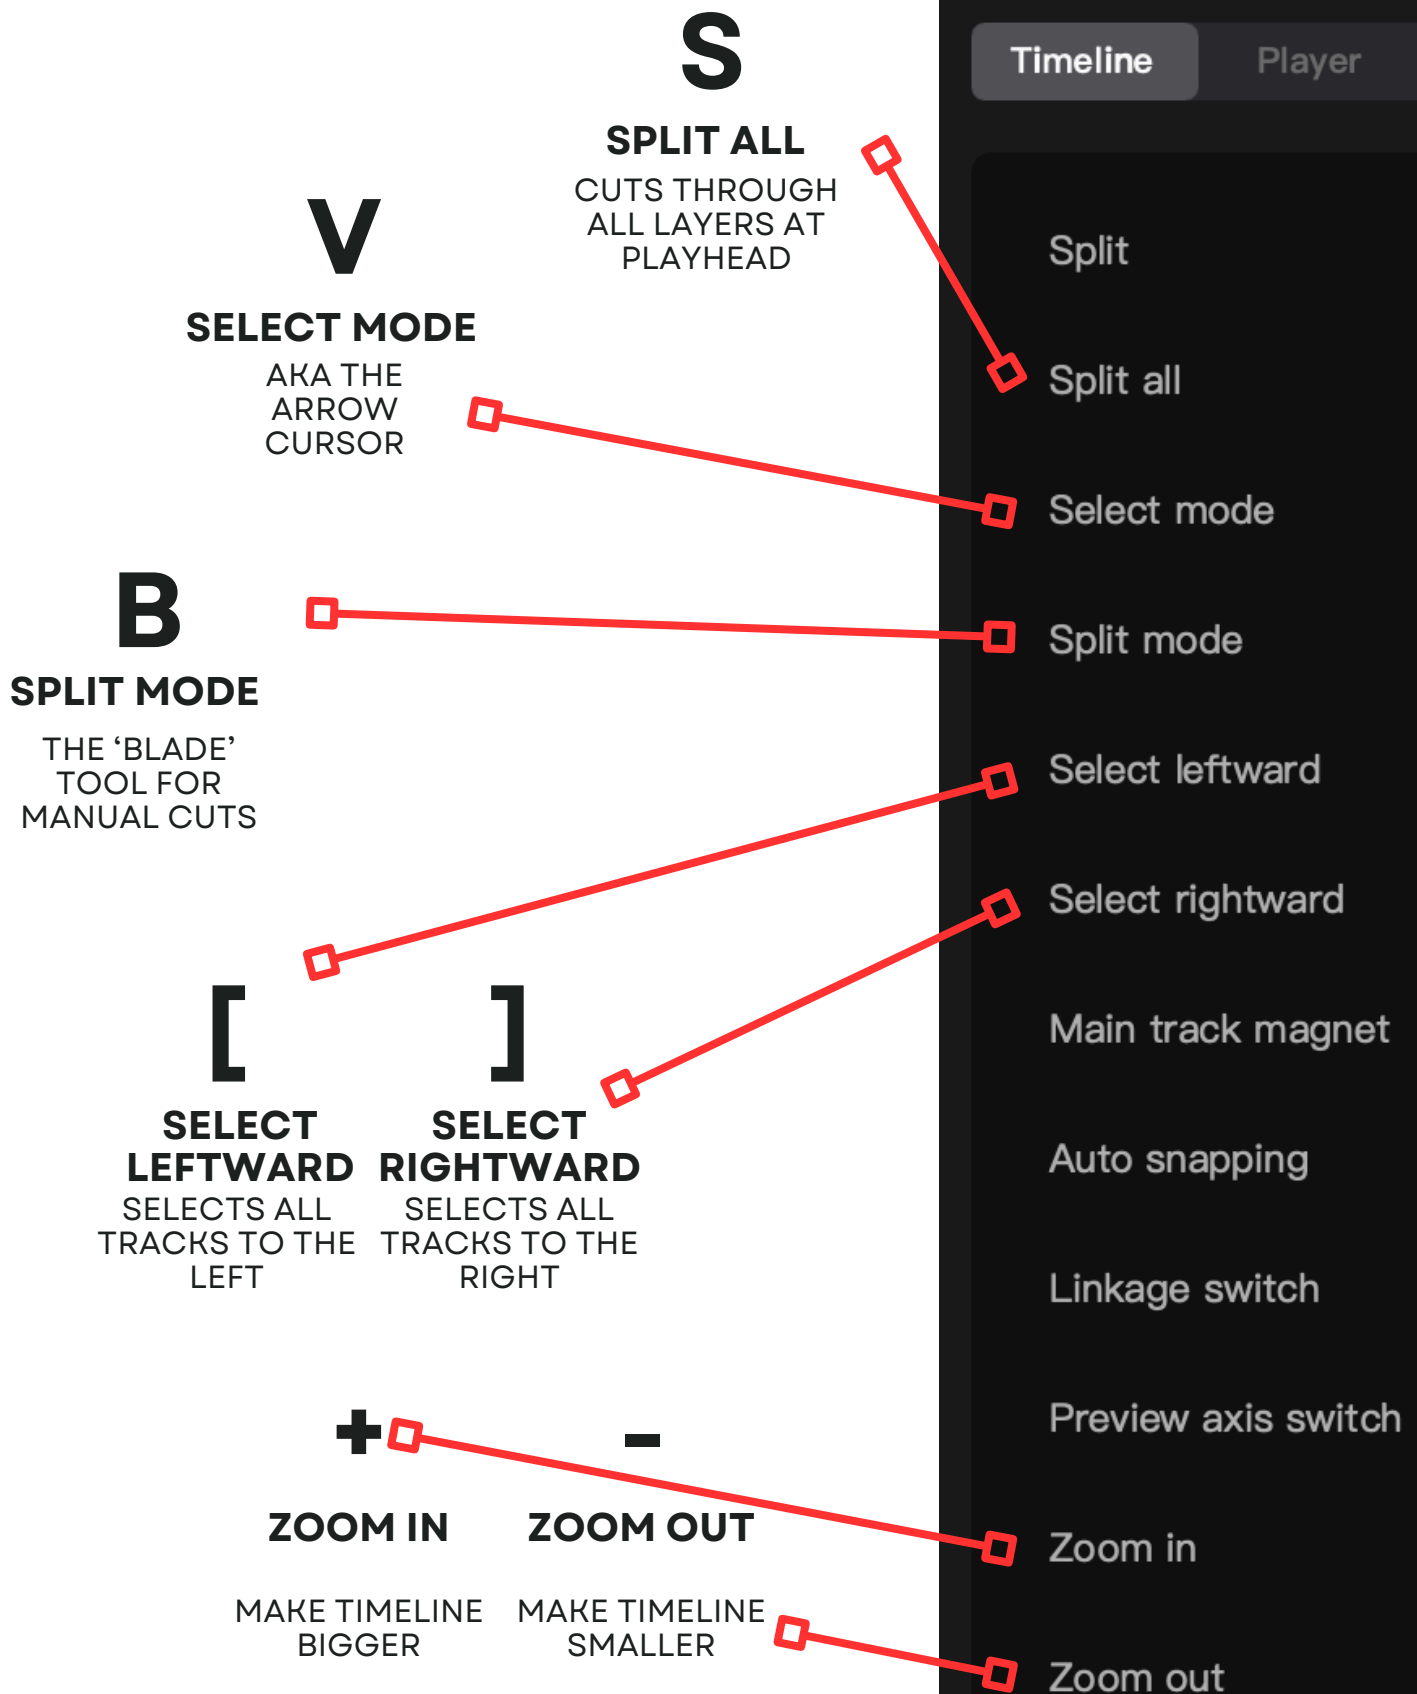 S
SPLIT ALL
CUTS THROUGH
ALL LAYERS AT
PLAYHEAD
V
SELECT MODE
AKA THE
ARROW
CURSOR
B
SPLIT MODE
THE ‘BLADE’
TOOL FOR
MANUAL CUTS
[
SELECT
LEFTWARD
SELECTS ALL
TRACKS TO THE
LEFT
]
SELECT
RIGHTWARD
SELECTS ALL
TRACKS TO THE
RIGHT
+
ZOOM IN
MAKE TIMELINE
BIGGER
-
ZOOM OUT
MAKE TIMELINE
SMALLER
Timeline Player
Split
Split all
Select mode
Split mode
Select leftward
Select rightward
Main track magnet
Auto snapping
Linkage switch
Preview axis switch
Zoom in
Zoom out